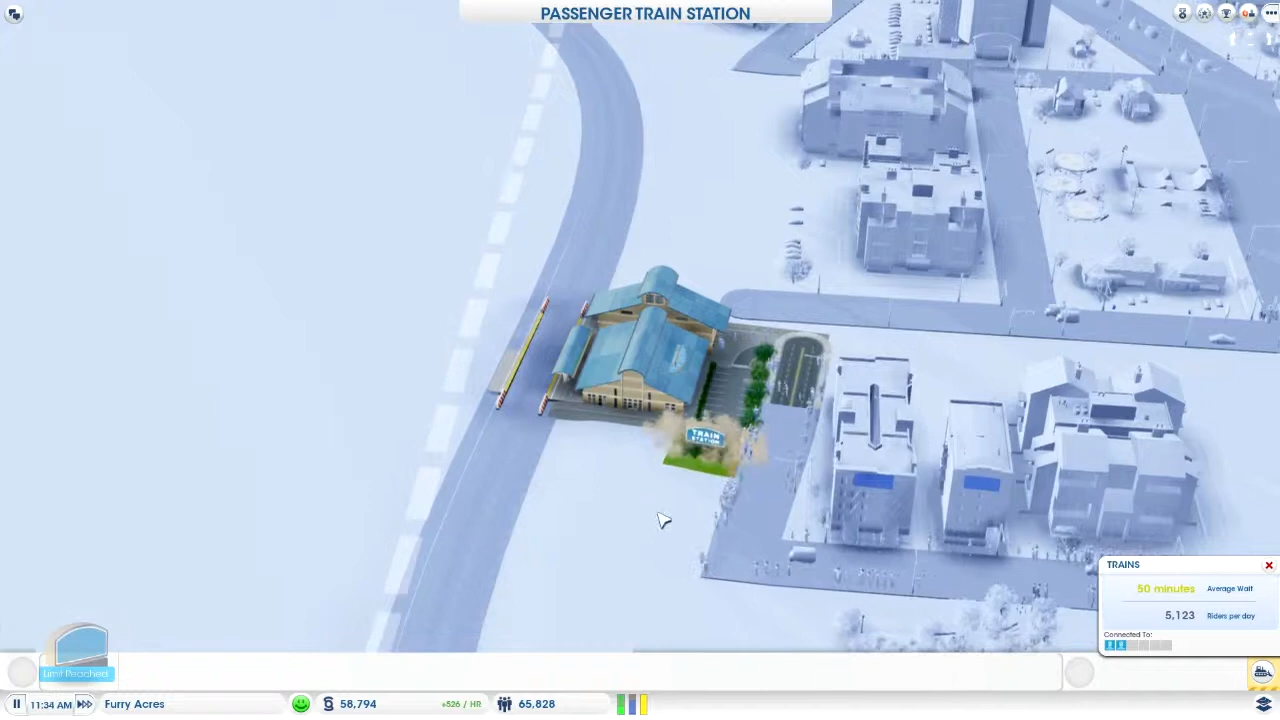 PASSENGER TRAIN STATION
TRAIN
STATION
TRAINS
50 minutes Average Wait
5,123 Riders per day
Connected To:
Limit Reached
11:34 AM Furry Acres 58,794 +526 / HR 65,828